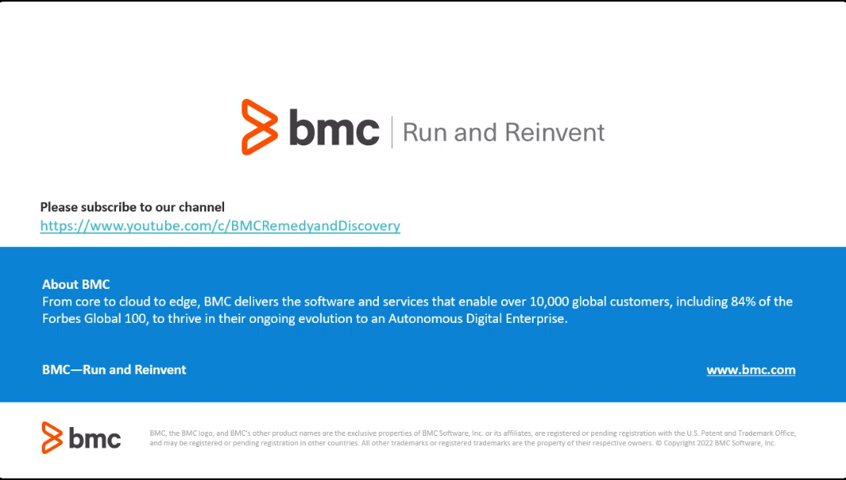 bmc | Run and Reinvent
Please subscribe to our channel
https://www.youtube.com/c/BMCRemedyandDiscovery
About BMC
From core to cloud to edge, BMC delivers the software and services that enable over 10,000 global customers, including 84% of the
Forbes Global 100, to thrive in their ongoing evolution to an Autonomous Digital Enterprise.
BMC—Run and Reinvent www.bmc.com
bmc
BMC, the BMC logo, and BMC's other product names are the exclusive properties of BMC Software, Inc. or its affiliates, are registered or pending registration with the U.S. Patent and Trademark Office,
and may be registered or pending registration in other countries. All other trademarks or registered trademarks are the property of their respective owners. © Copyright 2022 BMC Software, Inc.